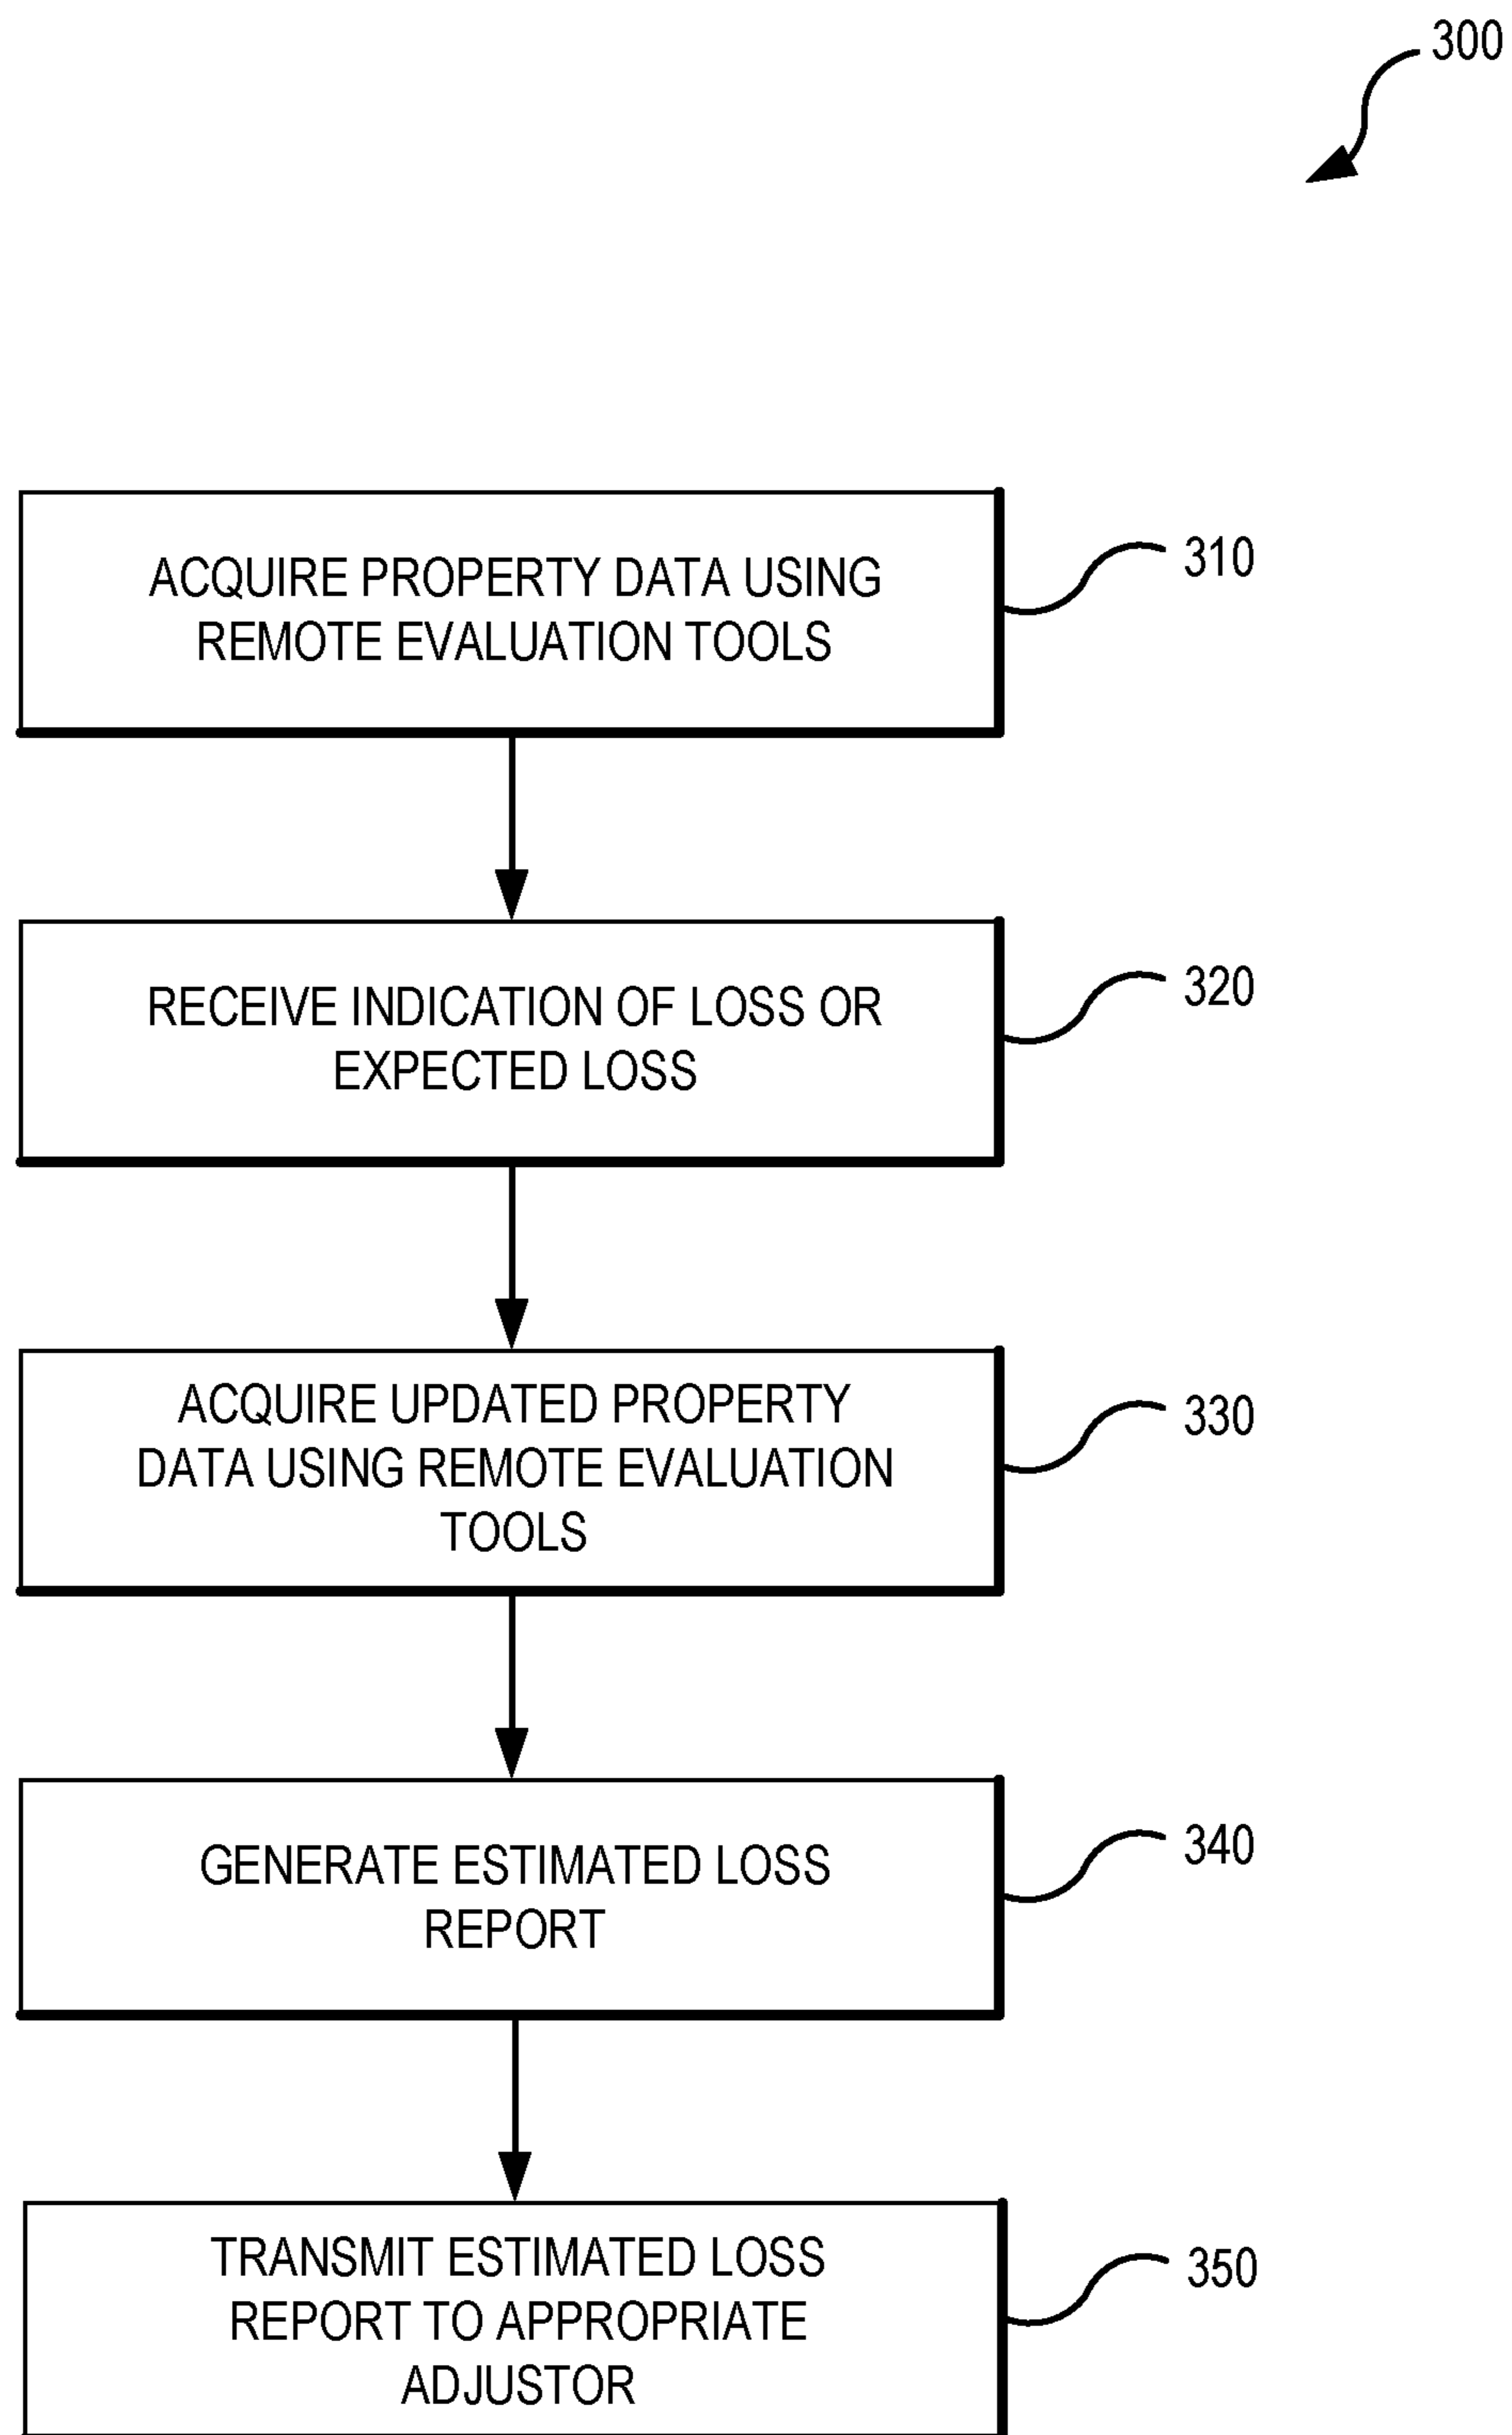 300
ACQUIRE PROPERTY DATA USING
REMOTE EVALUATION TOOLS
310
RECEIVE INDICATION OF LOSS OR
EXPECTED LOSS
320
ACQUIRE UPDATED PROPERTY
DATA USING REMOTE EVALUATION
TOOLS
330
GENERATE ESTIMATED LOSS
REPORT
340
TRANSMIT ESTIMATED LOSS
REPORT TO APPROPRIATE
ADJUSTOR
350